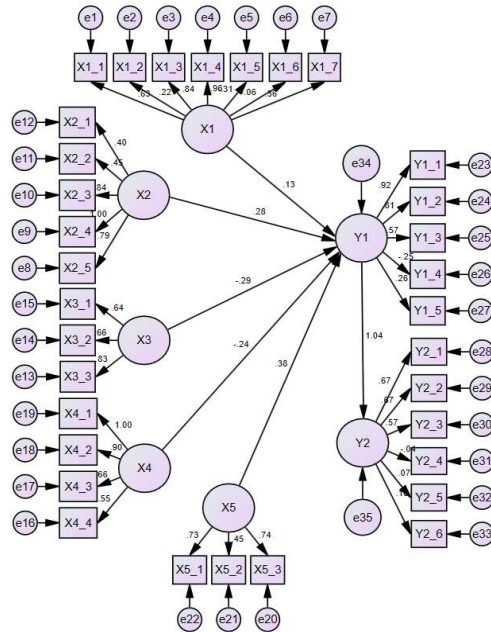 e1 e2 e3 e4 e5 e6 e7
X1_1 X1_2 X1_3 X1_4 X1_5 X1_6 X1_7
.63 .22 .84 .96 .31 .06 .56
X1
e12 X2_1
e11 X2_2
e10 X2_3
e9 X2_4
e8 X2_5
.40
.45
.84
1.00
.79
X2
.13
.28
e34
Y1
.92
.81
.57
-.25
.26
Y1_1 e23
Y1_2 e24
Y1_3 e25
Y1_4 e26
Y1_5 e27
e15 X3_1
e14 X3_2
e13 X3_3
.64
.66
.83
X3
-.29
-.24
.38
1.04
e19 X4_1
e18 X4_2
e17 X4_3
e16 X4_4
1.00
.90
.66
.55
X4
Y2_1 e28
Y2_2 e29
Y2_3 e30
Y2_4 e31
Y2_5 e32
Y2_6 e33
.67
.67
.57
-.04
.07
Y2
e35
X5
.73 .45 .74
X5_1 X5_2 X5_3
e22 e21 e20